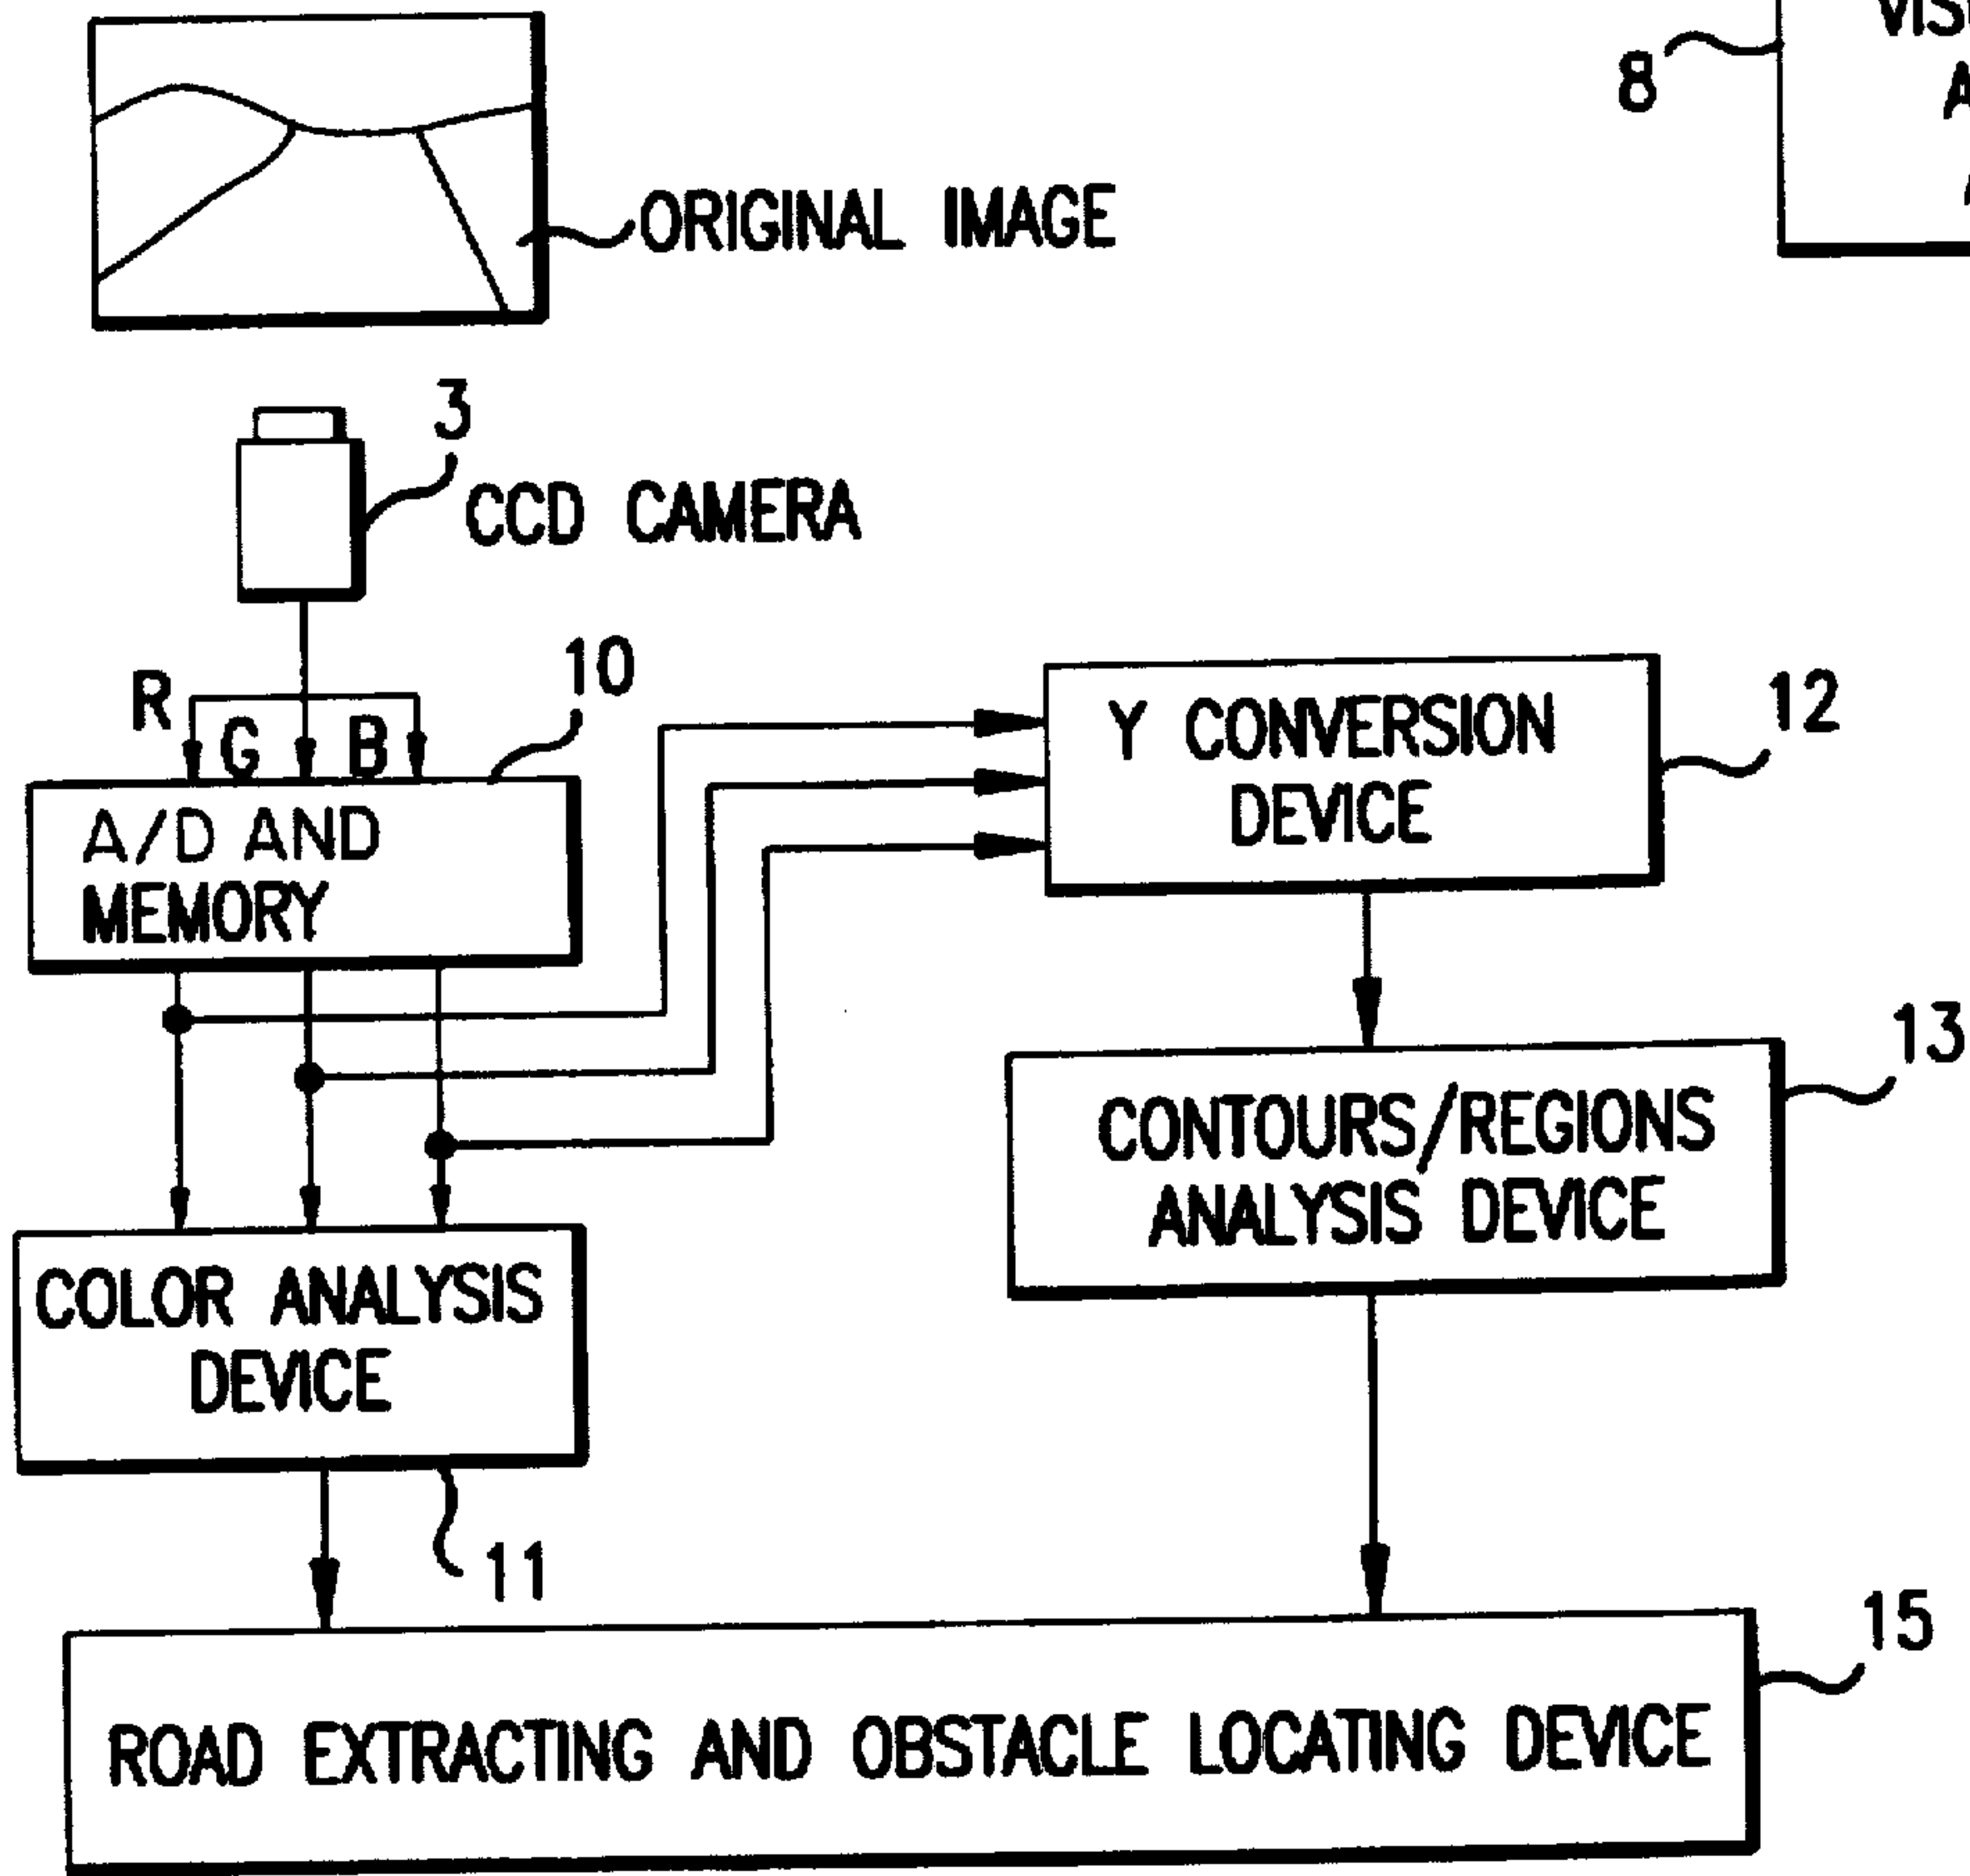 ORIGINAL IMAGE
8
3
CCD CAMERA
R
G
B
10
A/D AND
MEMORY
Y CONVERSION
DEVICE
12
CONTOURS/REGIONS
ANALYSIS DEVICE
13
COLOR ANALYSIS
DEVICE
11
ROAD EXTRACTING AND OBSTACLE LOCATING DEVICE
15